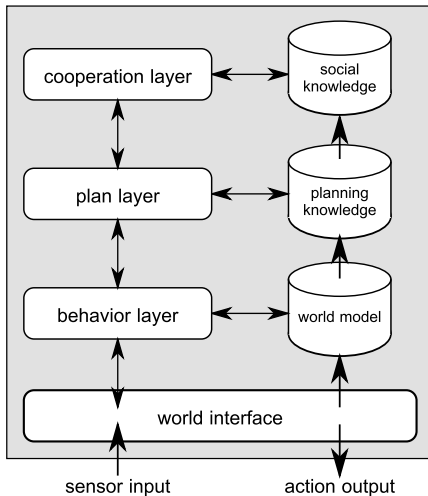 cooperation layer
social
knowledge
plan layer
planning
knowledge
behavior layer
world model
world interface
sensor input
action output